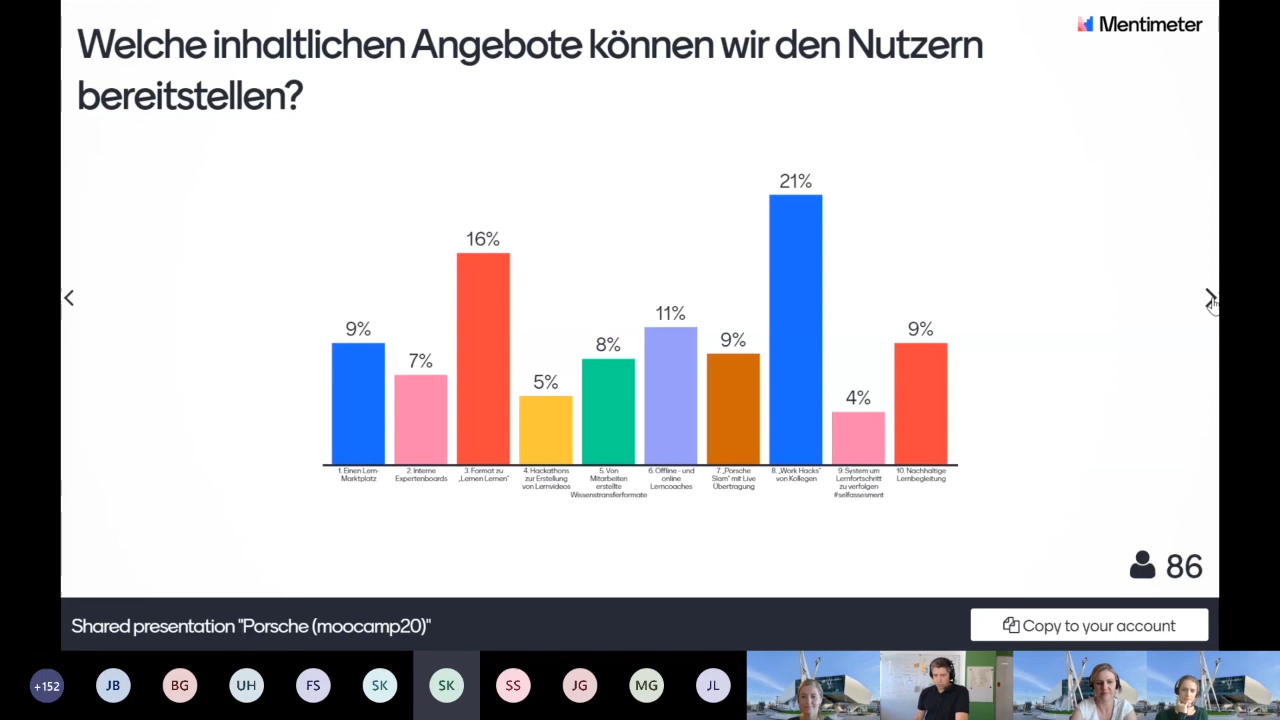 Welche inhaltlichen Angebote können wir den Nutzern
bereitstellen?
Mentimeter
9%
7%
16%
5%
8%
11%
9%
21%
4%
9%
1. Einen Lern-
Marktplatz
2. Interne
Expertenboards
3. Format zu
„Lernen Lernen"
4. Hackathons
zur Erstellung
von Lernvideos
5. Von
Mitarbeiten
erstellte
Wissenstransferformate
6. Offline - und
online
Lerncoaches
7. „Porsche
Slam" mit Live
Übertragung
8. „Work Hacks"
von Kollegen
9. System um
Lernfortschritt
zu verfolgen
#selfassesment
10. Nachhaltige
Lernbegleitung
86
Shared presentation "Porsche (moocamp20)"
Copy to your account
+152
JB
BG
UH
FS
SK
SK
SS
JG
MG
JL